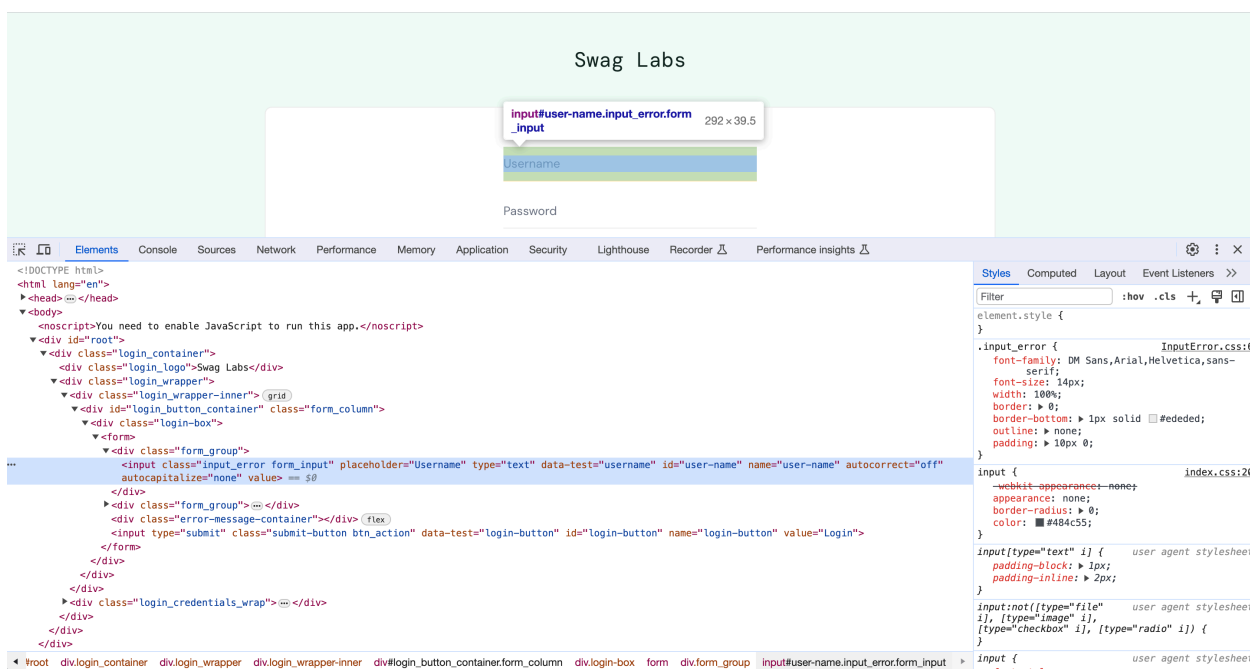 Swag Labs
input#user-name.input_error.form
_input
292 × 39.5
Username
Password
Elements Console Sources Network Performance Memory Application Security Lighthouse Recorder Performance insights
<!DOCTYPE html>
<html lang="en">
▶<head> ⋯ </head>
▼<body>
<noscript>You need to enable JavaScript to run this app.</noscript>
▼<div id="root">
▼<div class="login_container">
<div class="login_logo">Swag Labs</div>
▼<div class="login_wrapper">
▼<div class="login_wrapper-inner"> grid
▼<div id="login_button_container" class="form_column">
▼<div class="login-box">
▼<form>
▼<div class="form_group">
⋯ <input class="input_error form_input" placeholder="Username" type="text" data-test="username" id="user-name" name="user-name" autocorrect="off"
autocapitalize="none" value> == $0
</div>
▶<div class="form_group"> ⋯ </div>
<div class="error-message-container"></div> flex
<input type="submit" class="submit-button btn_action" data-test="login-button" id="login-button" name="login-button" value="Login">
</form>
</div>
</div>
</div>
▶<div class="login_credentials_wrap"> ⋯ </div>
</div>
</div>
</div>
#root div.login_container div.login_wrapper div.login_wrapper-inner div#login_button_container.form_column div.login-box form div.form_group input#user-name.input_error.form_input
Styles Computed Layout Event Listeners
Filter :hov .cls
element.style {
}
.input_error { InputError.css:6
font-family: DM Sans,Arial,Helvetica,sans-
serif;
font-size: 14px;
width: 100%;
border: ▶ 0;
border-bottom: ▶ 1px solid #ededed;
outline: ▶ none;
padding: ▶ 10px 0;
}
input { index.css:20
-webkit-appearance: none;
appearance: none;
border-radius: ▶ 0;
color: #484c55;
}
input[type="text" i] { user agent stylesheet
padding-block: ▶ 1px;
padding-inline: ▶ 2px;
}
input:not([type="file" user agent stylesheet
i], [type="image" i],
[type="checkbox" i], [type="radio" i]) {
}
input { user agent stylesheet